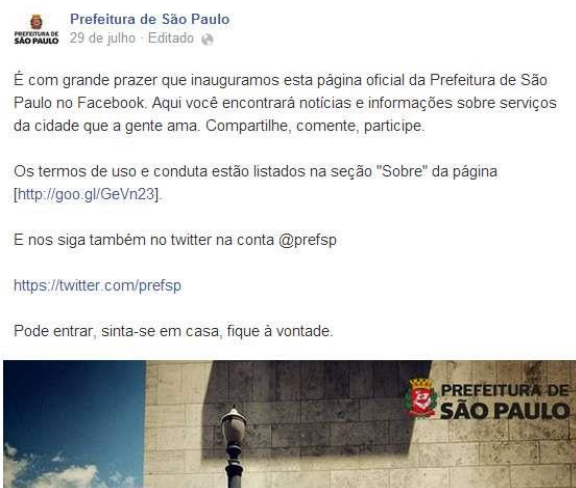 Prefeitura de São Paulo
PREFEITURA DE
SÃO PAULO
29 de julho · Editado
É com grande prazer que inauguramos esta página oficial da Prefeitura de São
Paulo no Facebook. Aqui você encontrará notícias e informações sobre serviços
da cidade que a gente ama. Compartilhe, comente, participe.
Os termos de uso e conduta estão listados na seção "Sobre" da página
[http://goo.gl/GeVn23].
E nos siga também no twitter na conta @prefsp
https://twitter.com/prefsp
Pode entrar, sinta-se em casa, fique à vontade.
PREFEITURA DE
SÃO PAULO